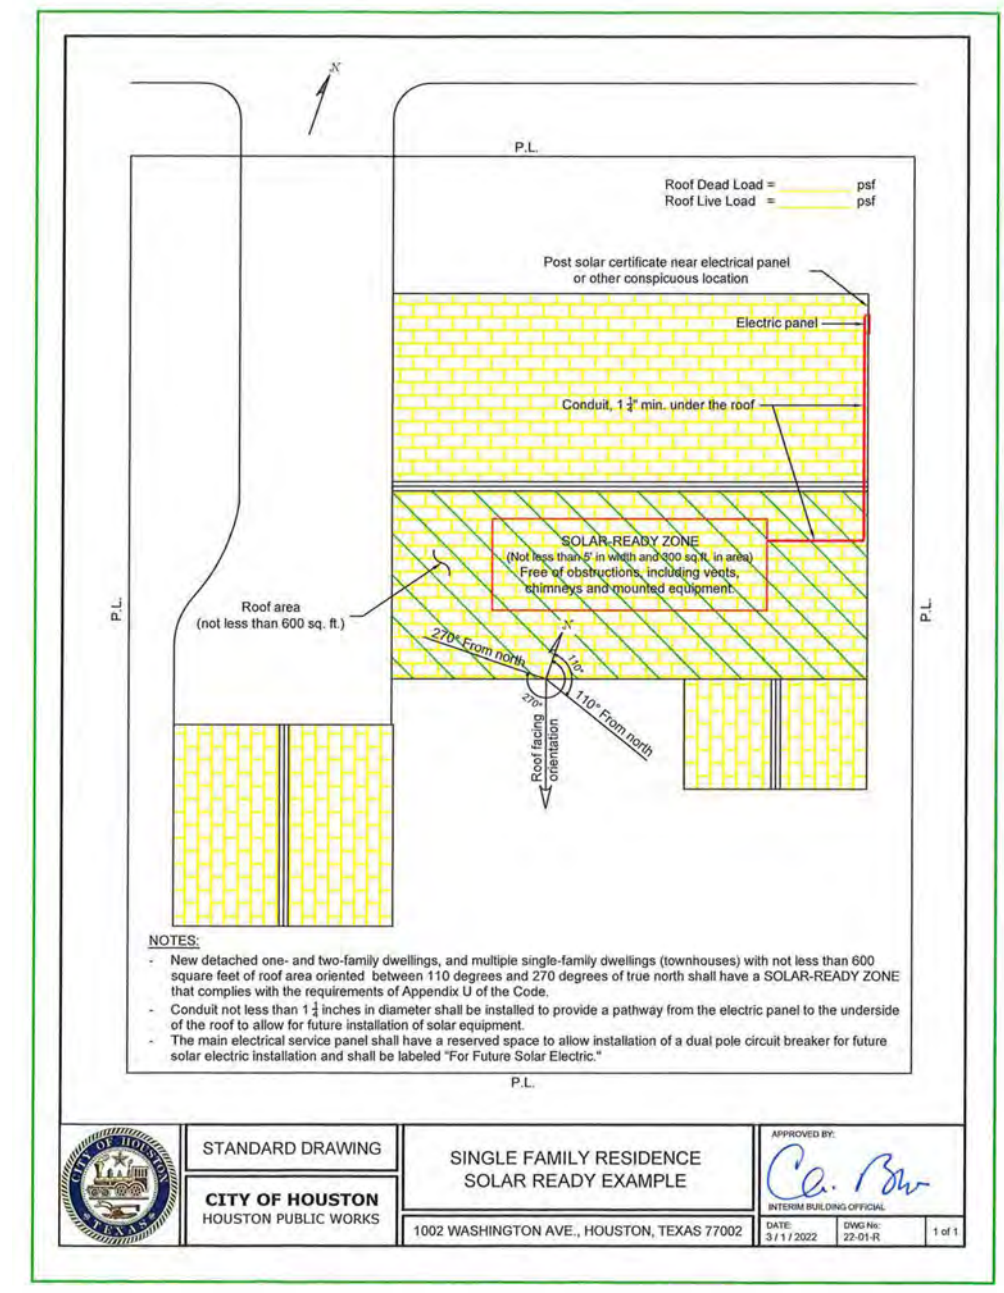 N
P.L.
Roof Dead Load = psf
Roof Live Load = psf
Post solar certificate near electrical panel
or other conspicuous location
Electric panel
Conduit, 1 1/4" min. under the roof
SOLAR-READY ZONE
(Not less than 5' in width and 300 sq.ft. in area)
Free of obstructions, including vents,
chimneys and mounted equipment.
Roof area
(not less than 600 sq. ft.)
P.L.
P.L.
N
270° From north
110°
270°
110° From north
Roof facing
orientation
NOTES:
- New detached one- and two-family dwellings, and multiple single-family dwellings (townhouses) with not less than 600
square feet of roof area oriented between 110 degrees and 270 degrees of true north shall have a SOLAR-READY ZONE
that complies with the requirements of Appendix U of the Code.
- Conduit not less than 1 1/4 inches in diameter shall be installed to provide a pathway from the electric panel to the underside
of the roof to allow for future installation of solar equipment.
- The main electrical service panel shall have a reserved space to allow installation of a dual pole circuit breaker for future
solar electric installation and shall be labeled "For Future Solar Electric."
P.L.
CITY OF HOUSTON
TEXAS
STANDARD DRAWING
CITY OF HOUSTON
HOUSTON PUBLIC WORKS
SINGLE FAMILY RESIDENCE
SOLAR READY EXAMPLE
1002 WASHINGTON AVE., HOUSTON, TEXAS 77002
APPROVED BY:
INTERIM BUILDING OFFICIAL
DATE:
3 / 1 / 2022
DWG No:
22-01-R
1 of 1